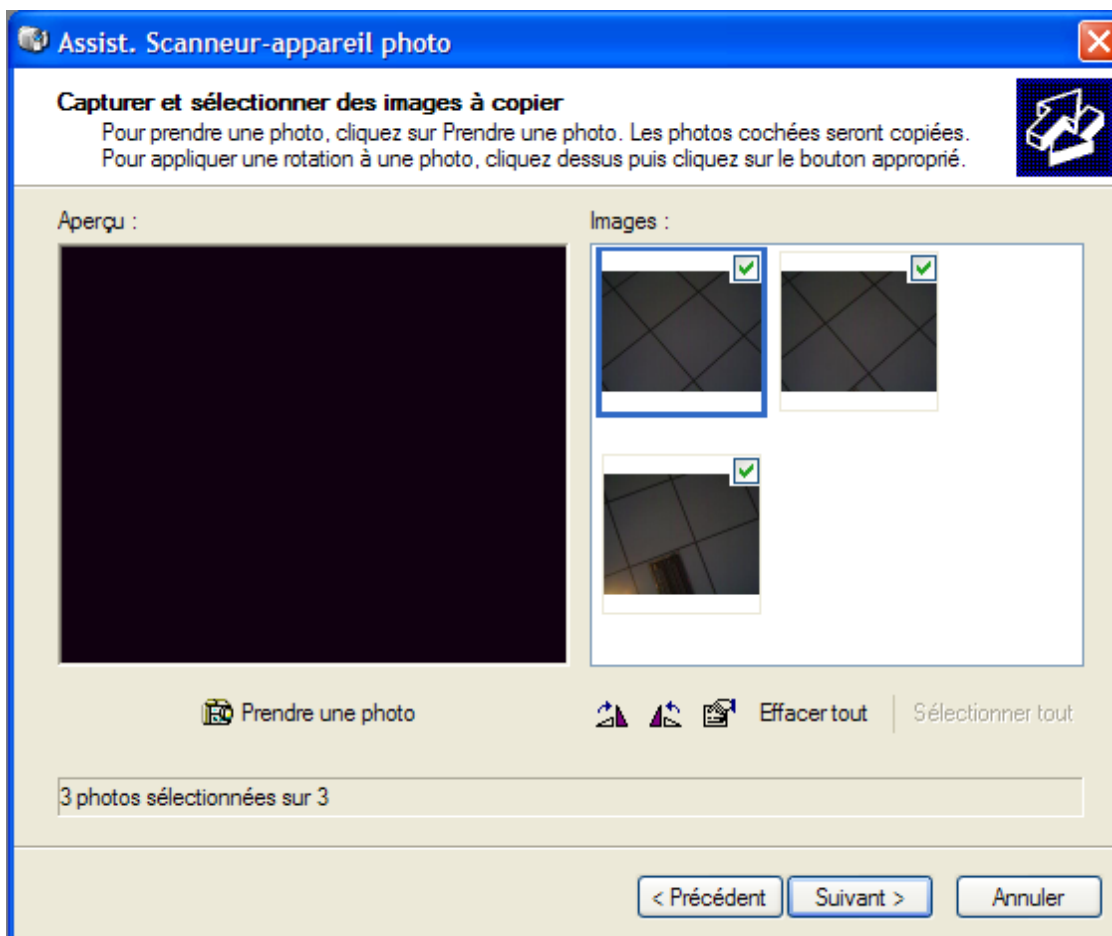 Assist. Scanneur-appareil photo
Capturer et sélectionner des images à copier
Pour prendre une photo, cliquez sur Prendre une photo. Les photos cochées seront copiées.
Pour appliquer une rotation à une photo, cliquez dessus puis cliquez sur le bouton approprié.
Aperçu :
Images :
Prendre une photo
Effacer tout
Sélectionner tout
3 photos sélectionnées sur 3
< Précédent
Suivant >
Annuler